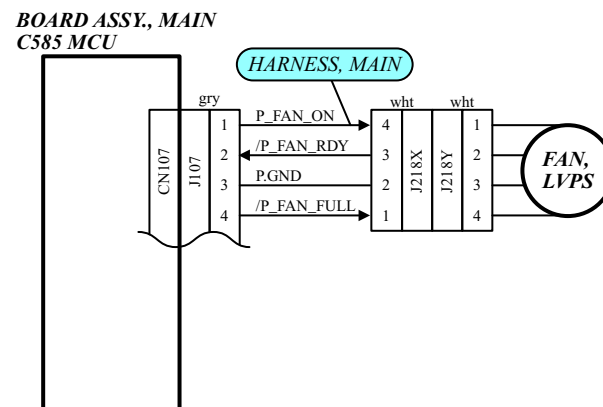 BOARD ASSY., MAIN
C585 MCU
HARNESS, MAIN
gry
wht
wht
CN107
J107
1 P_FAN_ON 4
2 /P_FAN_RDY 3
3 P.GND 2
4 /P_FAN_FULL 1
J218X
J218Y
1
2
3
4
FAN,
LVPS